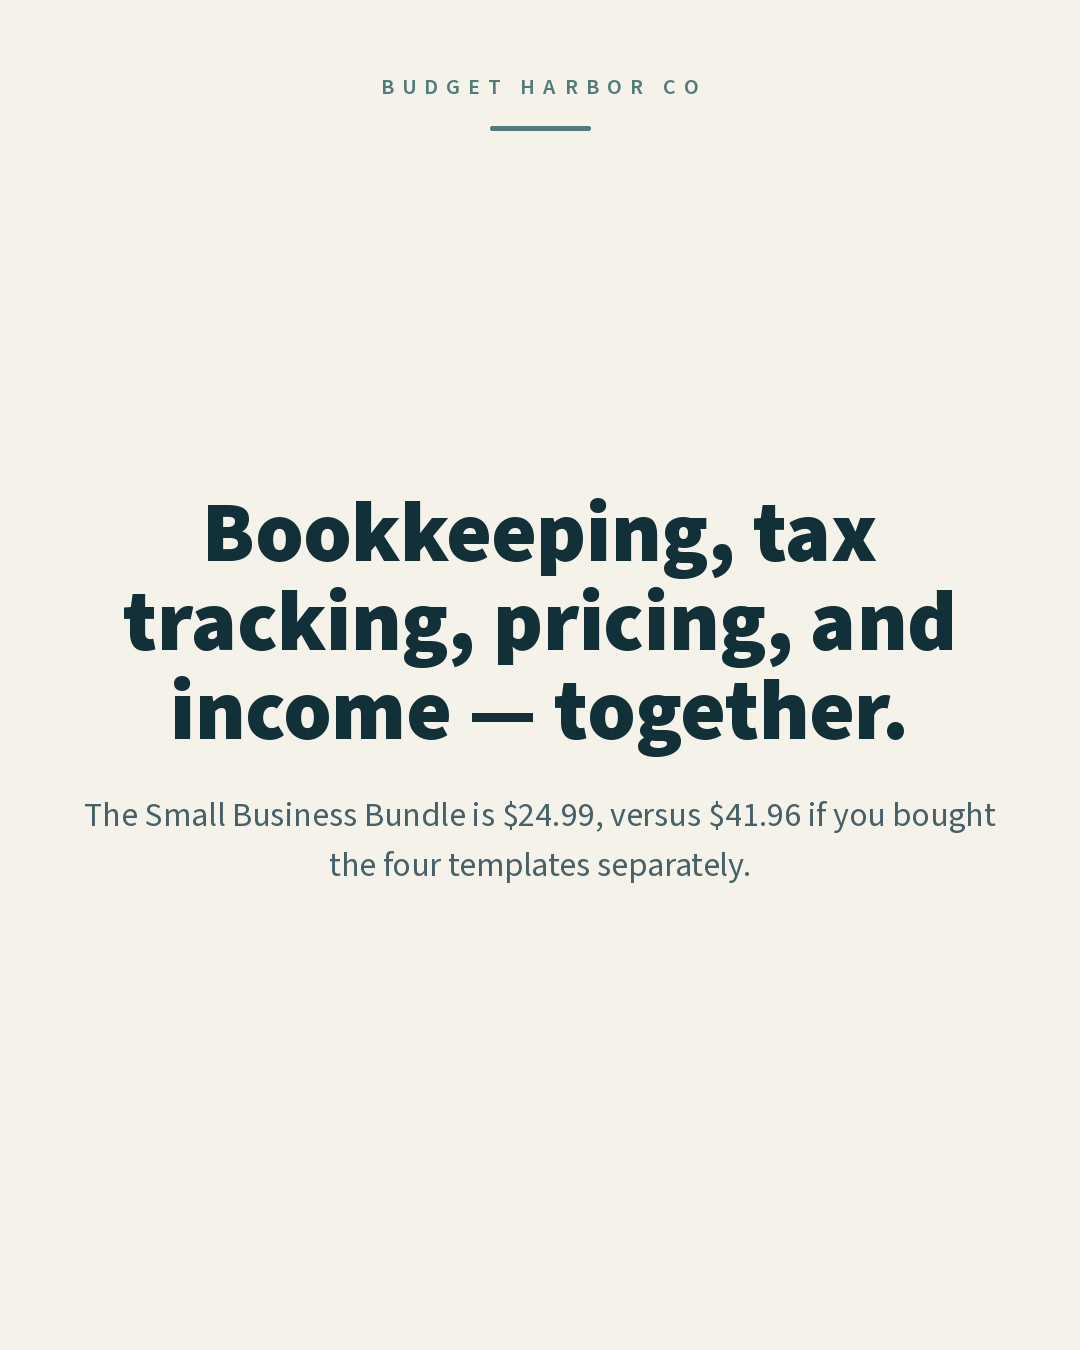 BUDGET HARBOR CO
Bookkeeping, tax
tracking, pricing, and
income — together.
The Small Business Bundle is $24.99, versus $41.96 if you bought
the four templates separately.